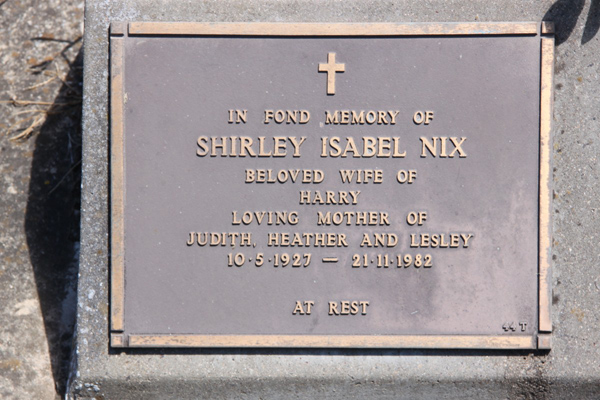 IN FOND MEMORY OF
SHIRLEY ISABEL NIX
BELOVED WIFE OF
HARRY
LOVING MOTHER OF
JUDITH, HEATHER AND LESLEY
10·5·1927 — 21·11·1982
AT REST
44 T